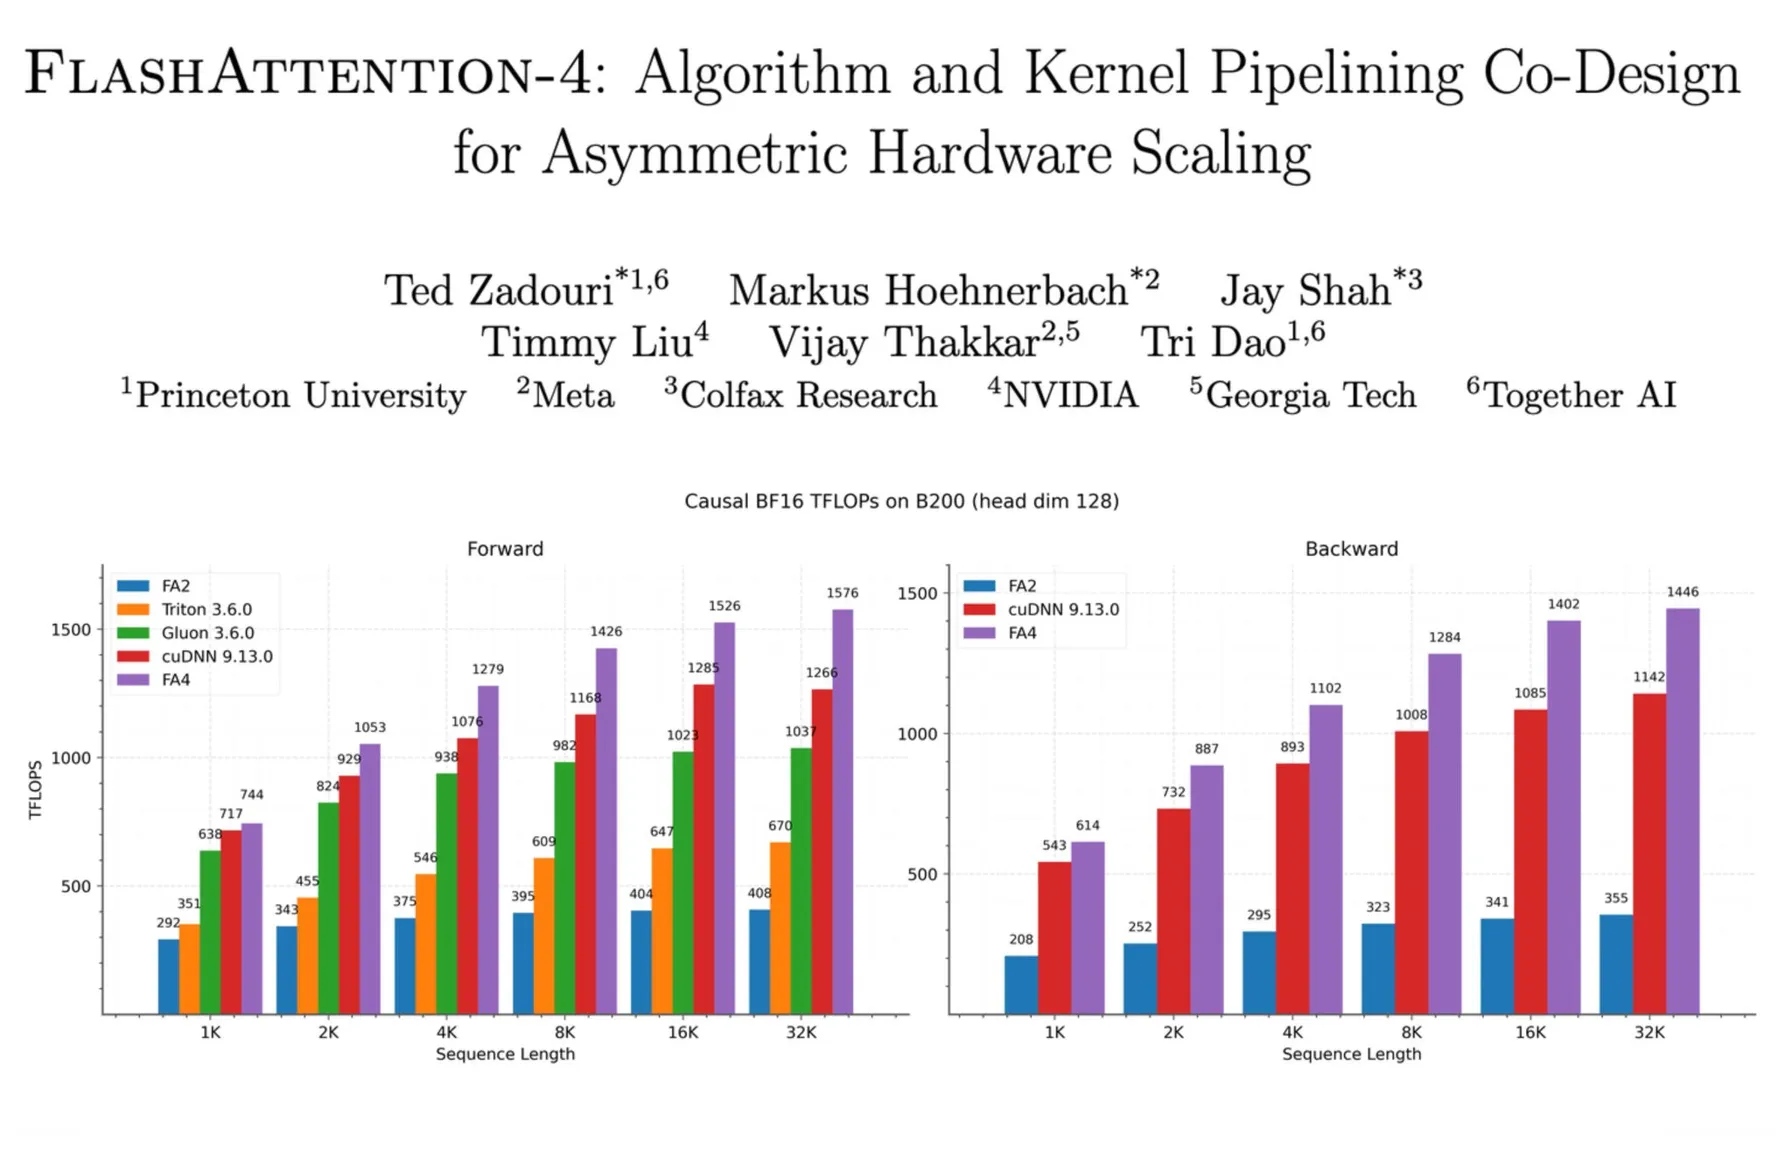 FLASHATTENTION-4: Algorithm and Kernel Pipelining Co-Design
for Asymmetric Hardware Scaling
Ted Zadouri*1,6 Markus Hoehnerbach*2 Jay Shah*3
Timmy Liu4 Vijay Thakkar2,5 Tri Dao1,6
1Princeton University 2Meta 3Colfax Research 4NVIDIA 5Georgia Tech 6Together AI
Causal BF16 TFLOPs on B200 (head dim 128)
Forward
FA2
Triton 3.6.0
Gluon 3.6.0
cuDNN 9.13.0
FA4
TFLOPS
1500
1000
500
292 351 638 717 744
343 455 824 929 1053
375 546 938 1076 1279
395 609 982 1168 1426
404 647 1023 1285 1526
408 670 1037 1266 1576
1K 2K 4K 8K 16K 32K
Sequence Length
Backward
FA2
cuDNN 9.13.0
FA4
1500
1000
500
208 543 614
252 732 887
295 893 1102
323 1008 1284
341 1085 1402
355 1142 1446
1K 2K 4K 8K 16K 32K
Sequence Length